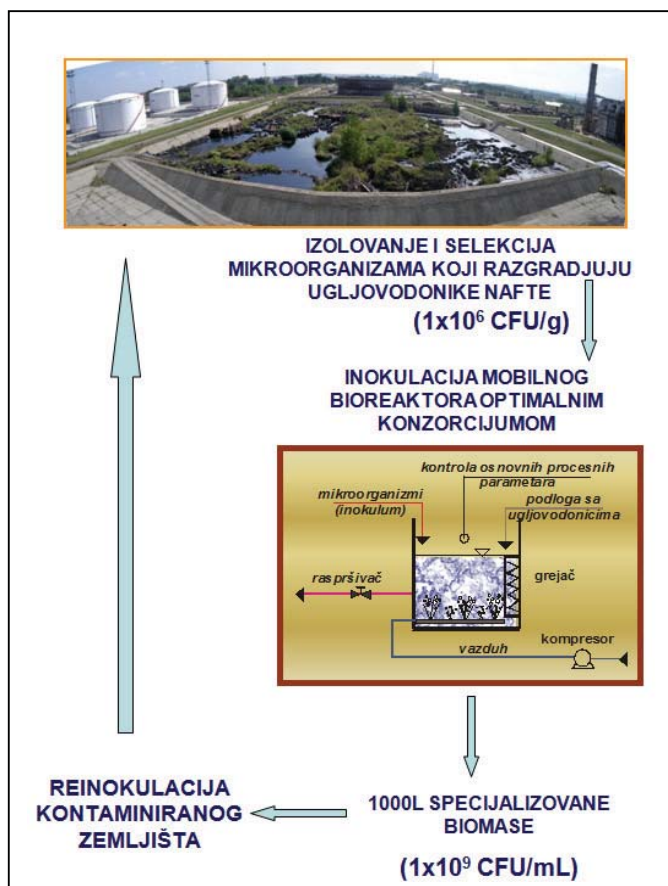 IZOLOVANJE I SELEKCIJA
MIKROORGANIZAMA KOJI RAZGRADJUJU
UGLJOVODONIKE NAFTE
(1x10⁶ CFU/g)
INOKULACIJA MOBILNOG
BIOREAKTORA OPTIMALNIM
KONZORCIJUMOM
kontrola osnovnih procesnih
parametara
mikroorganizmi
(inokulum)
podloga sa
ugljovodonicima
raspršivač
grejač
kompresor
vazduh
REINOKULACIJA
KONTAMINIRANOG
ZEMLJIŠTA
1000L SPECIJALIZOVANE
BIOMASE
(1x10⁹ CFU/mL)